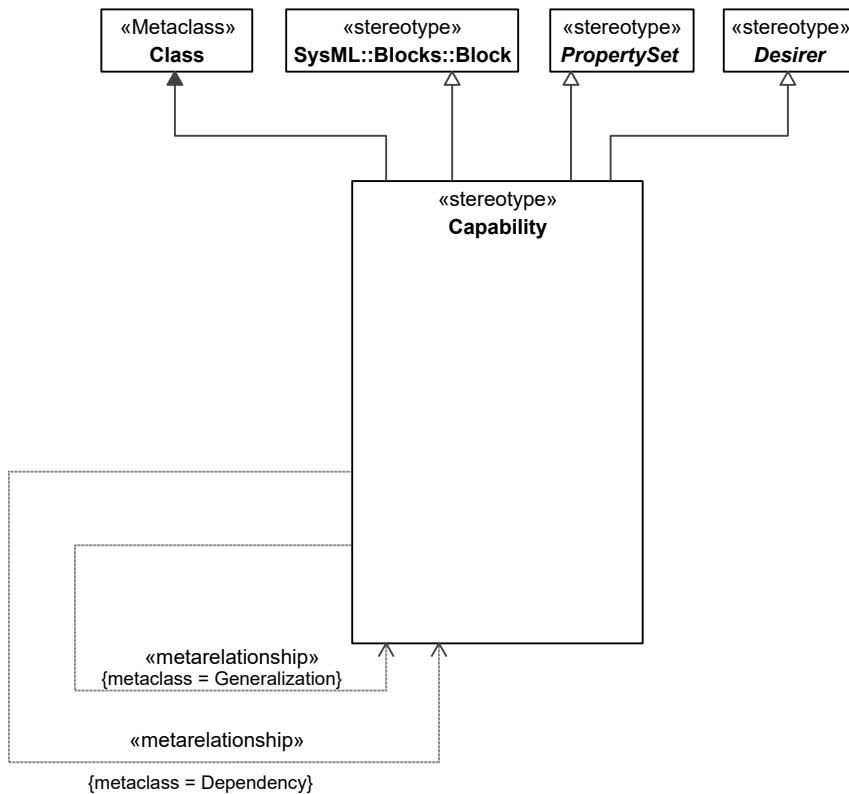 «Metaclass»
Class
«stereotype»
SysML::Blocks::Block
«stereotype»
PropertySet
«stereotype»
Desirer
«stereotype»
Capability
«metarelationship»
{metaclass = Generalization}
«metarelationship»
{metaclass = Dependency}